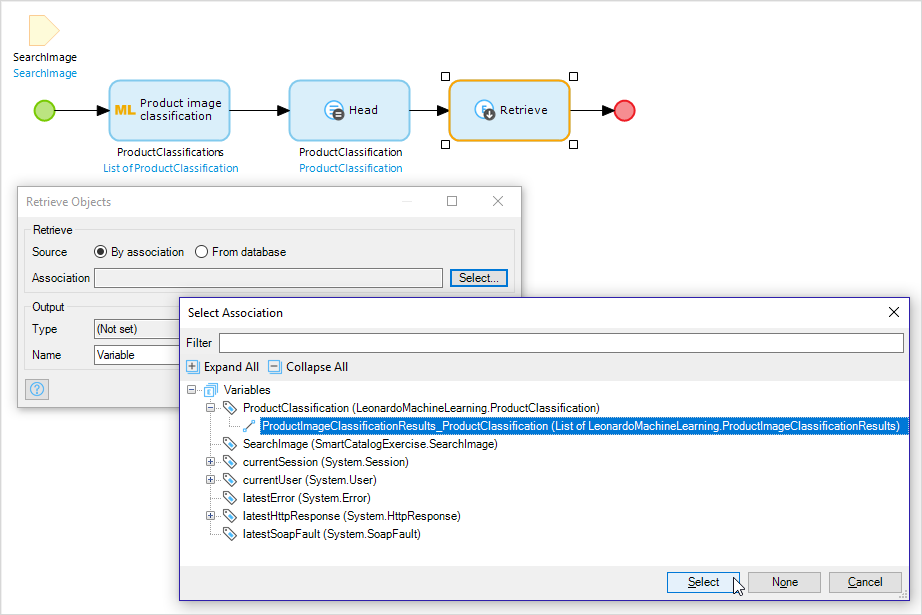 SearchImage
SearchImage
ML Product image
classification
Head
Retrieve
ProductClassifications
List of ProductClassification
ProductClassification
ProductClassification
Retrieve Objects
Retrieve
Source By association From database
Association Select...
Output
Type (Not set)
Name Variable
Select Association
Filter
Expand All Collapse All
Variables
ProductClassification (LeonardoMachineLearning.ProductClassification)
ProductImageClassificationResults_ProductClassification (List of LeonardoMachineLearning.ProductImageClassificationResults)
SearchImage (SmartCatalogExercise.SearchImage)
currentSession (System.Session)
currentUser (System.User)
latestError (System.Error)
latestHttpResponse (System.HttpResponse)
latestSoapFault (System.SoapFault)
Select None Cancel